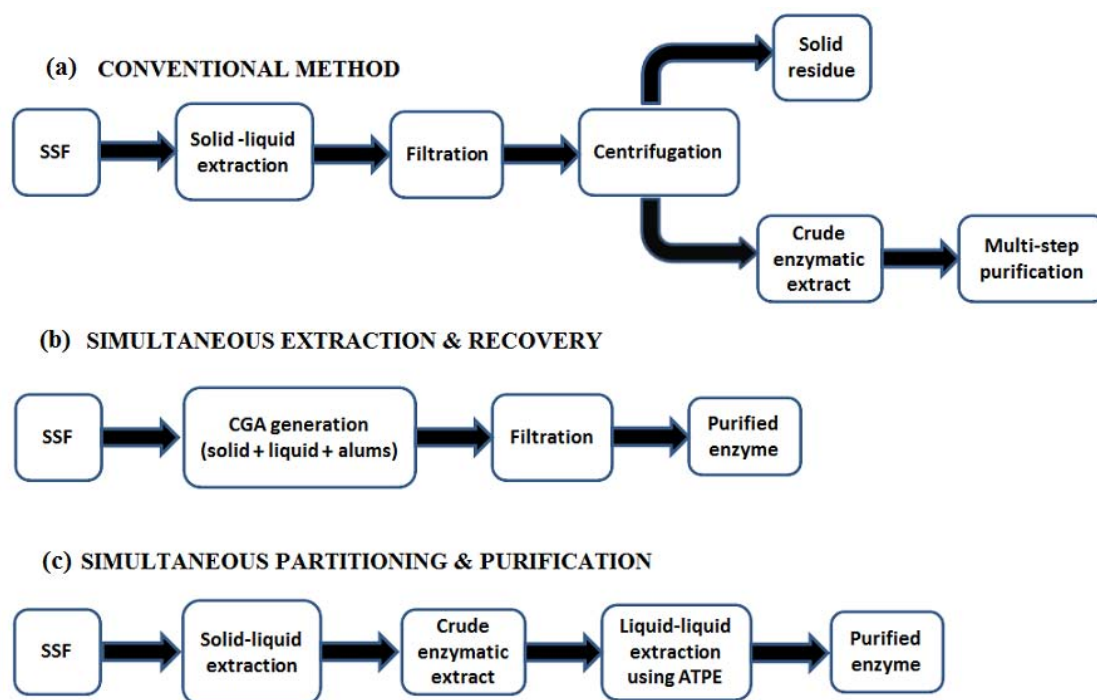 (a) CONVENTIONAL METHOD
SSF
Solid -liquid
extraction
Filtration
Centrifugation
Solid
residue
Crude
enzymatic
extract
Multi-step
purification
(b) SIMULTANEOUS EXTRACTION & RECOVERY
SSF
CGA generation
(solid + liquid + alums)
Filtration
Purified
enzyme
(c) SIMULTANEOUS PARTITIONING & PURIFICATION
SSF
Solid-liquid
extraction
Crude
enzymatic
extract
Liquid-liquid
extraction
using ATPE
Purified
enzyme